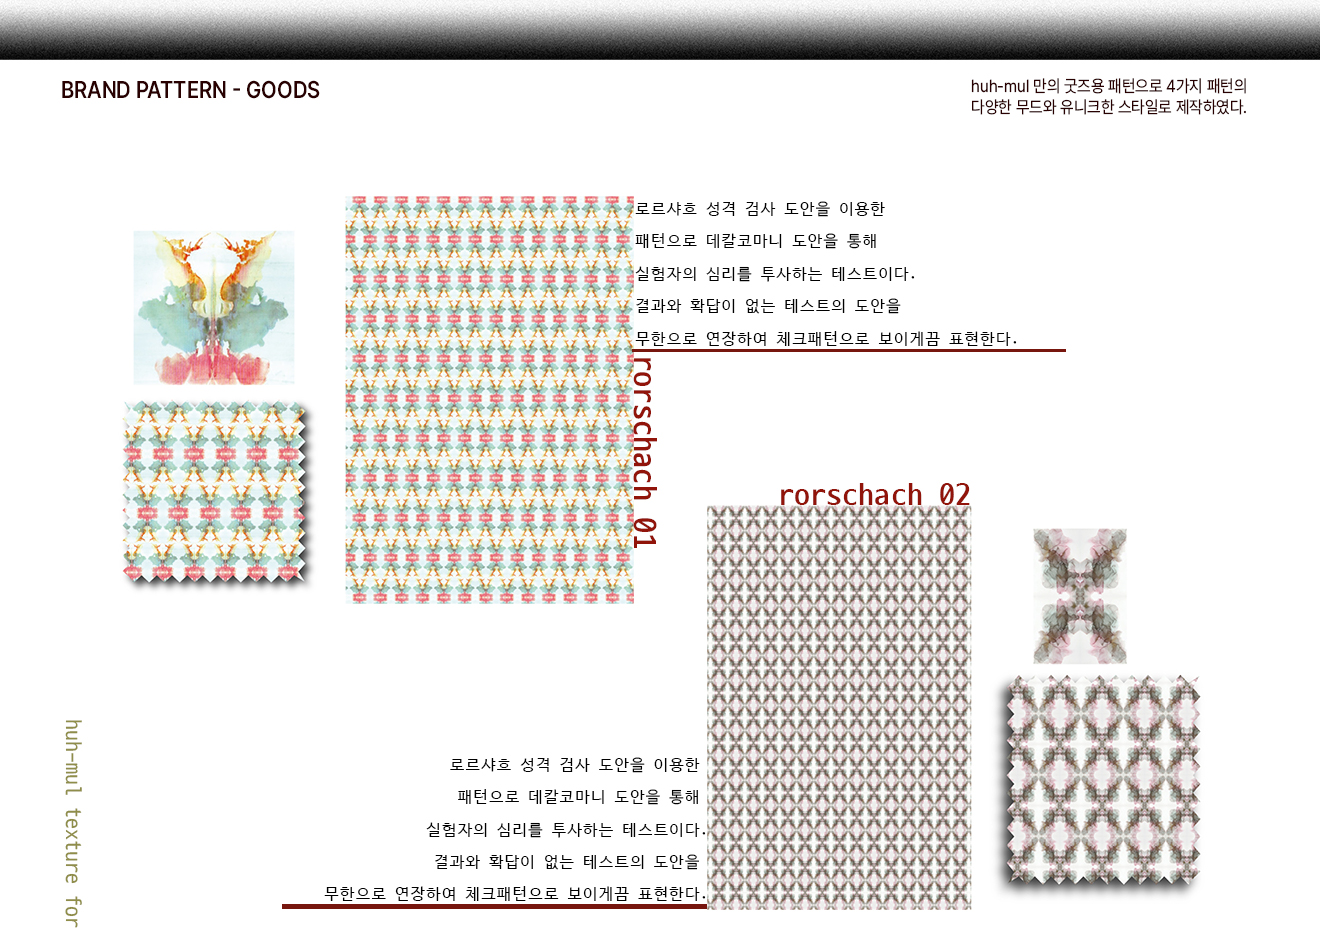 BRAND PATTERN - GOODS
huh-mul 만의 굿즈용 패턴으로 4가지 패턴의
다양한 무드와 유니크한 스타일로 제작하였다.
로르샤흐 성격 검사 도안을 이용한
패턴으로 데칼코마니 도안을 통해
실험자의 심리를 투사하는 테스트이다.
결과와 확답이 없는 테스트의 도안을
무한으로 연장하여 체크패턴으로 보이게끔 표현한다.
rorschach 01
rorschach 02
로르샤흐 성격 검사 도안을 이용한
패턴으로 데칼코마니 도안을 통해
실험자의 심리를 투사하는 테스트이다.
결과와 확답이 없는 테스트의 도안을
무한으로 연장하여 체크패턴으로 보이게끔 표현한다.
huh-mul texture for